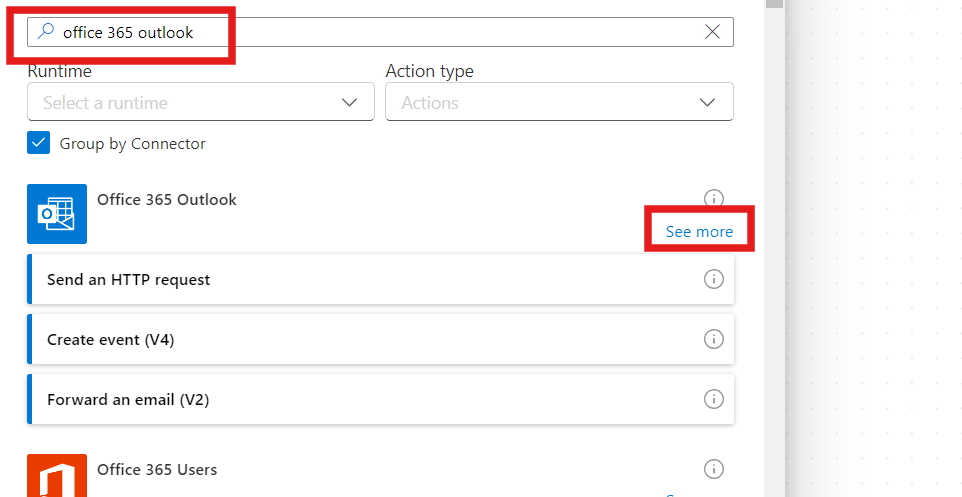 office 365 outlook
Runtime Action type
Select a runtime Actions
Group by Connector
Office 365 Outlook
See more
Send an HTTP request
Create event (V4)
Forward an email (V2)
Office 365 Users